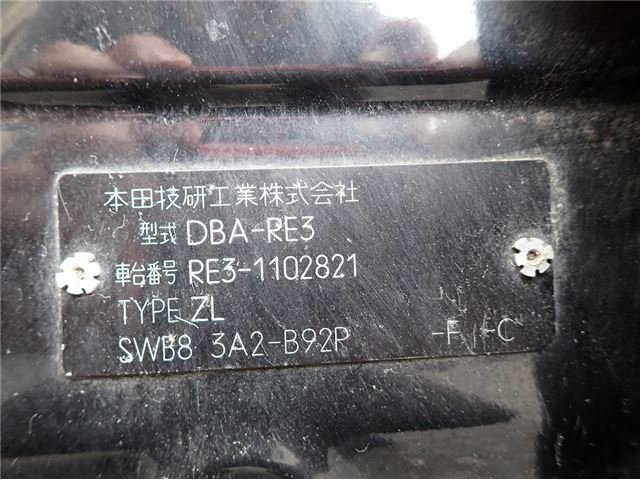 本田技研工業株式会社
型式 DBA-RE3
車台番号 RE3-1102821
TYPE ZL
SWB8 3A2-B92P -F -C